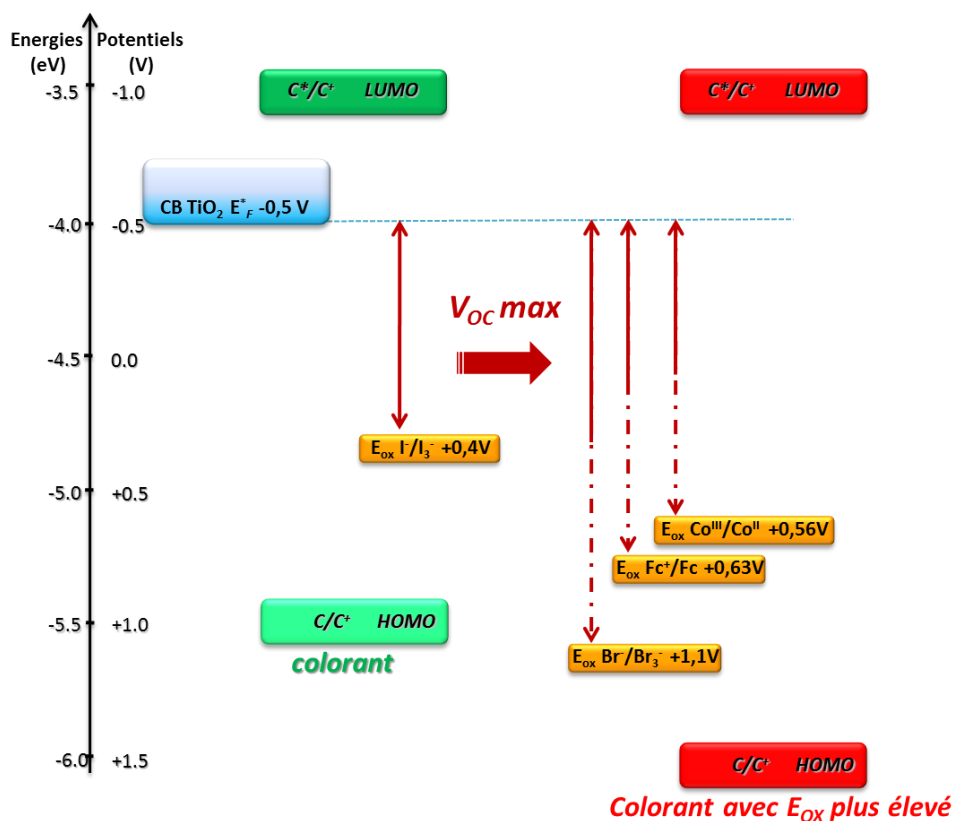 Energies Potentiels
(eV) (V)
-3.5 -1.0
C*/C⁺ LUMO
C*/C⁺ LUMO
CB TiO₂ E*F -0,5 V
-4.0 -0.5
VOC max
-4.5 0.0
Eox I⁻/I₃⁻ +0,4V
-5.0 +0.5
Eox Coᴵᴵᴵ/Coᴵᴵ +0,56V
Eox Fc⁺/Fc +0,63V
-5.5 +1.0
C/C⁺ HOMO
colorant
Eox Br⁻/Br₃⁻ +1,1V
-6.0 +1.5
C/C⁺ HOMO
Colorant avec EOX plus élevé